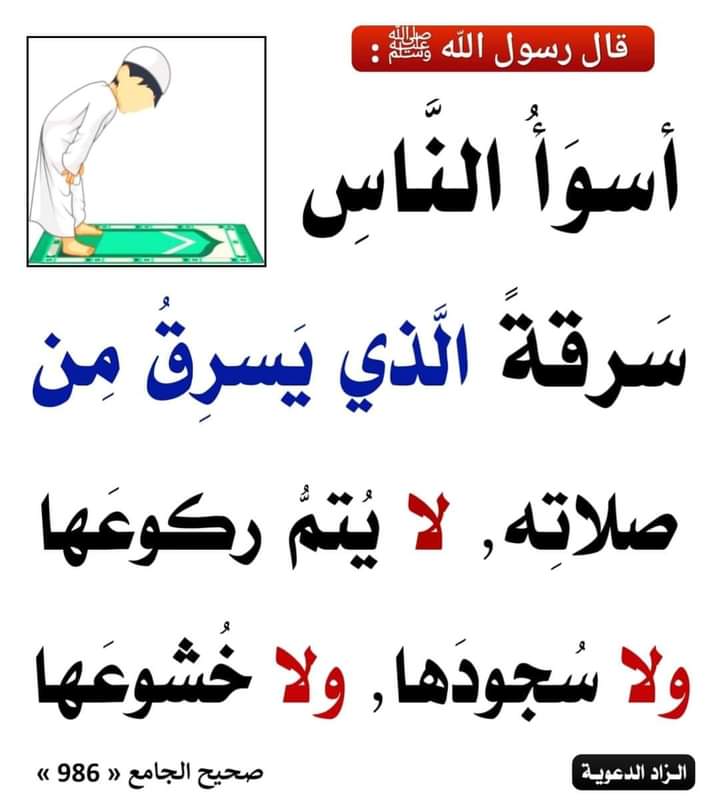 قال رسول الله ﷺ :
أسوَأُ النَّاسِ
سَرقةً الَّذي يَسرِقُ مِن
صلاتِه, لا يُتمُّ ركوعَها
ولا سُجودَها, ولا خُشوعَها
الزاد الدعوية
صحيح الجامع « 986 »